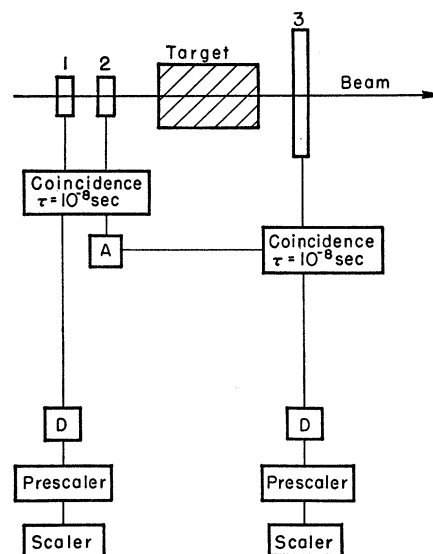 3
Target
1 2
Beam
Coincidence
τ = 10⁻⁸ sec
Coincidence
τ = 10⁻⁸ sec
A
D D
Prescaler Prescaler
Scaler Scaler